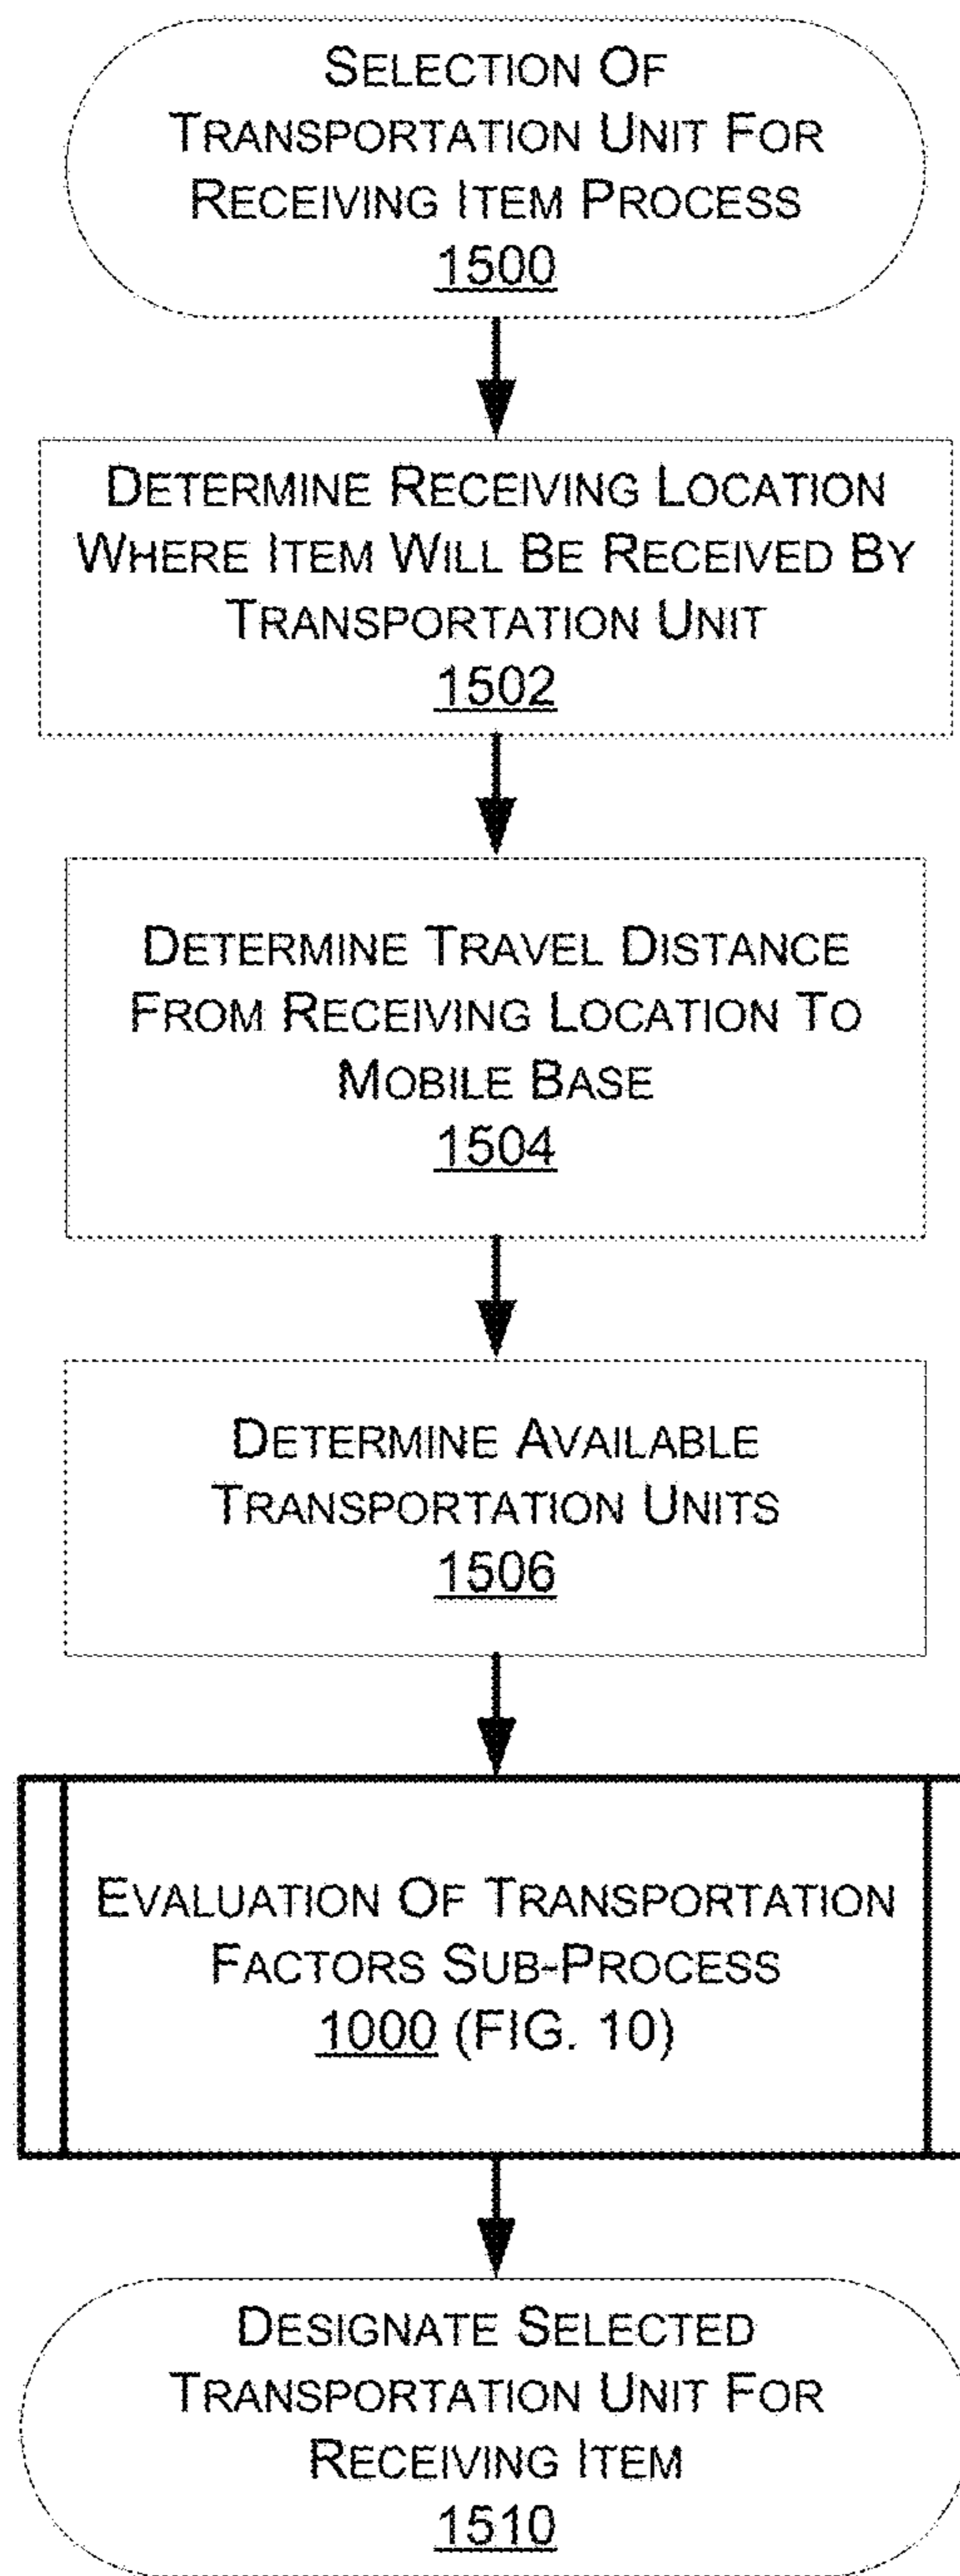 SELECTION OF
TRANSPORTATION UNIT FOR
RECEIVING ITEM PROCESS
1500
DETERMINE RECEIVING LOCATION
WHERE ITEM WILL BE RECEIVED BY
TRANSPORTATION UNIT
1502
DETERMINE TRAVEL DISTANCE
FROM RECEIVING LOCATION TO
MOBILE BASE
1504
DETERMINE AVAILABLE
TRANSPORTATION UNITS
1506
EVALUATION OF TRANSPORTATION
FACTORS SUB-PROCESS
1000 (FIG. 10)
DESIGNATE SELECTED
TRANSPORTATION UNIT FOR
RECEIVING ITEM
1510